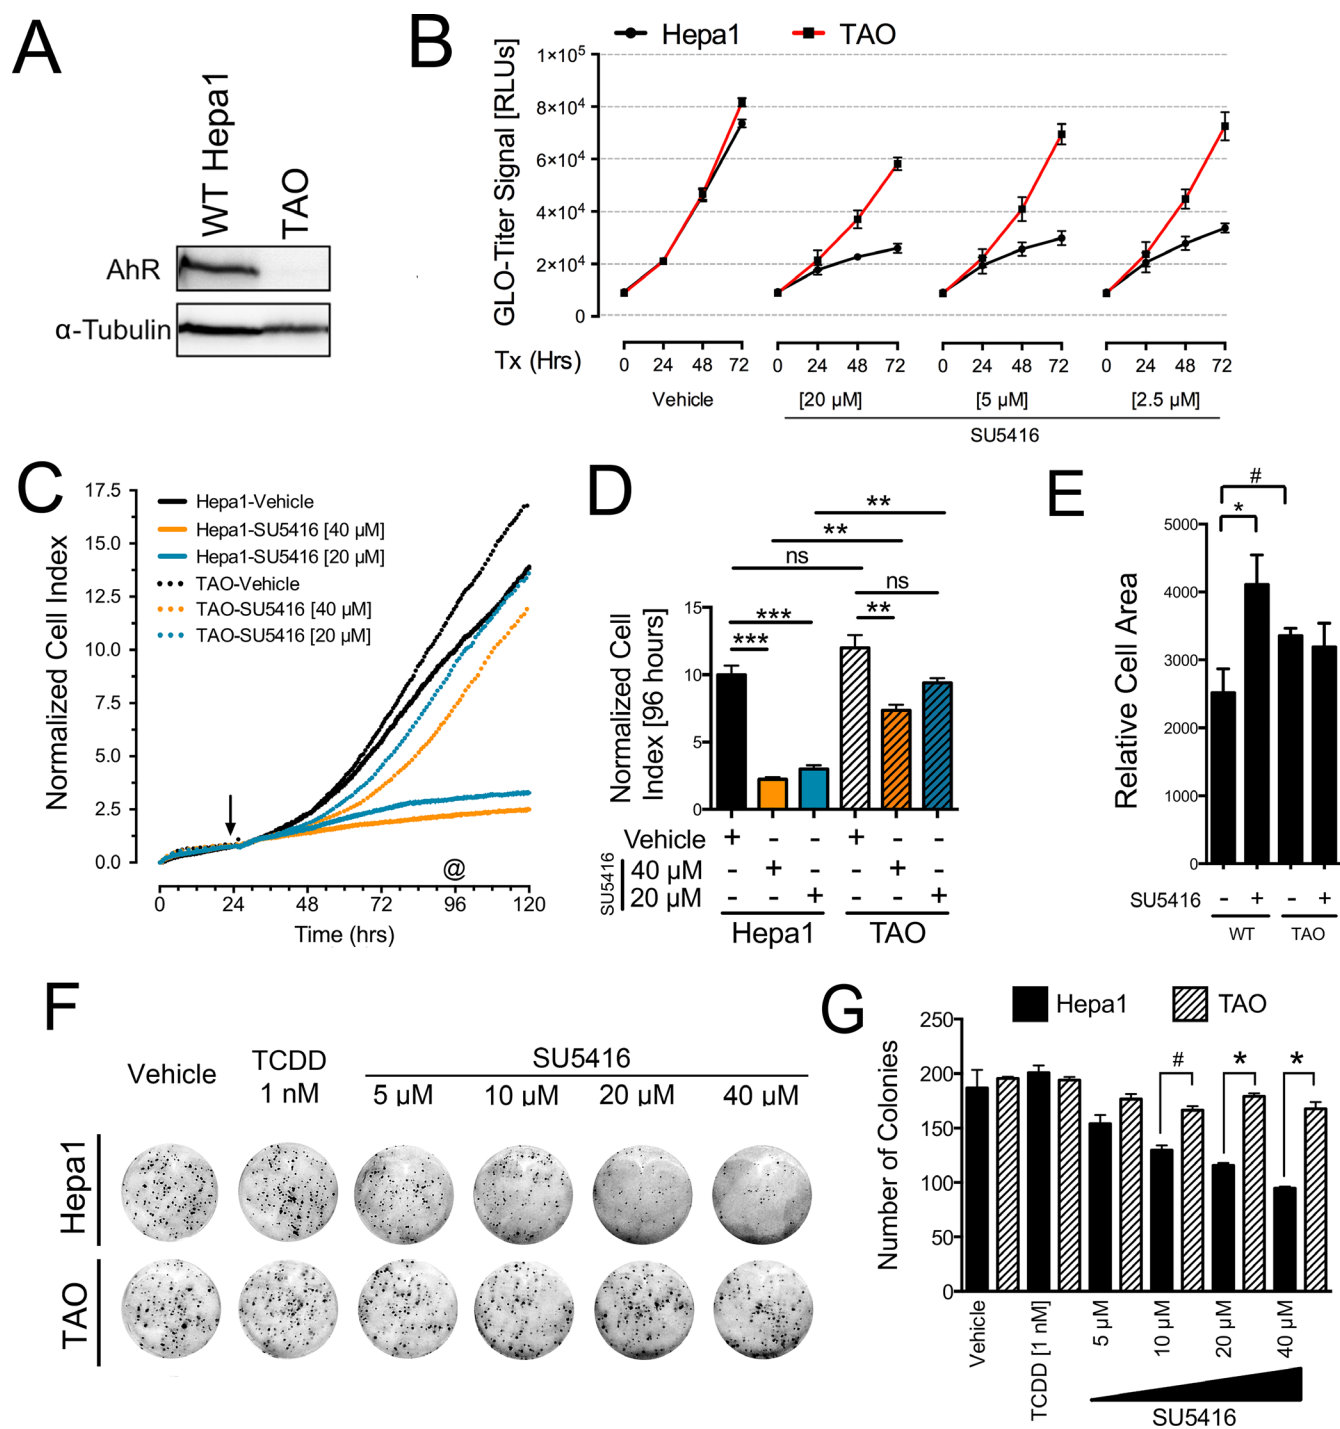 A
WT Hepa1
TAO
AhR
α-Tubulin
B
Hepa1
TAO
GLO-Titer Signal [RLUs]
1×10⁵
8×10⁴
6×10⁴
4×10⁴
2×10⁴
0
Tx (Hrs)
0 24 48 72 0 24 48 72 0 24 48 72 0 24 48 72
Vehicle [20 µM] [5 µM] [2.5 µM]
SU5416
C
Normalized Cell Index
17.5
15.0
12.5
10.0
7.5
5.0
2.5
0.0
Hepa1-Vehicle
Hepa1-SU5416 [40 µM]
Hepa1-SU5416 [20 µM]
TAO-Vehicle
TAO-SU5416 [40 µM]
TAO-SU5416 [20 µM]
@
0 24 48 72 96 120
Time (hrs)
D
**
**
ns
ns
***
**
***
Normalized Cell
Index [96 hours]
15
10
5
0
Vehicle + - - + - -
SU5416
40 µM - + - - + -
20 µM - - + - - +
Hepa1 TAO
E
#
*
Relative Cell Area
5000
4000
3000
2000
1000
0
SU5416 - + - +
WT TAO
F
Vehicle
TCDD
1 nM
SU5416
5 µM 10 µM 20 µM 40 µM
Hepa1
TAO
G
Hepa1 TAO
Number of Colonies
250
200
150
100
50
0
# * *
Vehicle
TCDD [1 nM]
5 µM
10 µM
20 µM
40 µM
SU5416